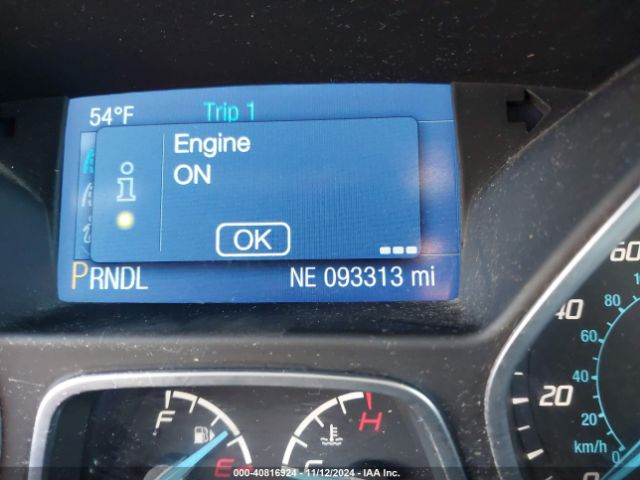 54°F Trip 1
Engine
ON
i
OK
PRNDL NE 093313 mi
F H
E
60
40
80
60
20
40
20
km/h
0
40816924 - 11/12/2024 - IAA Inc.